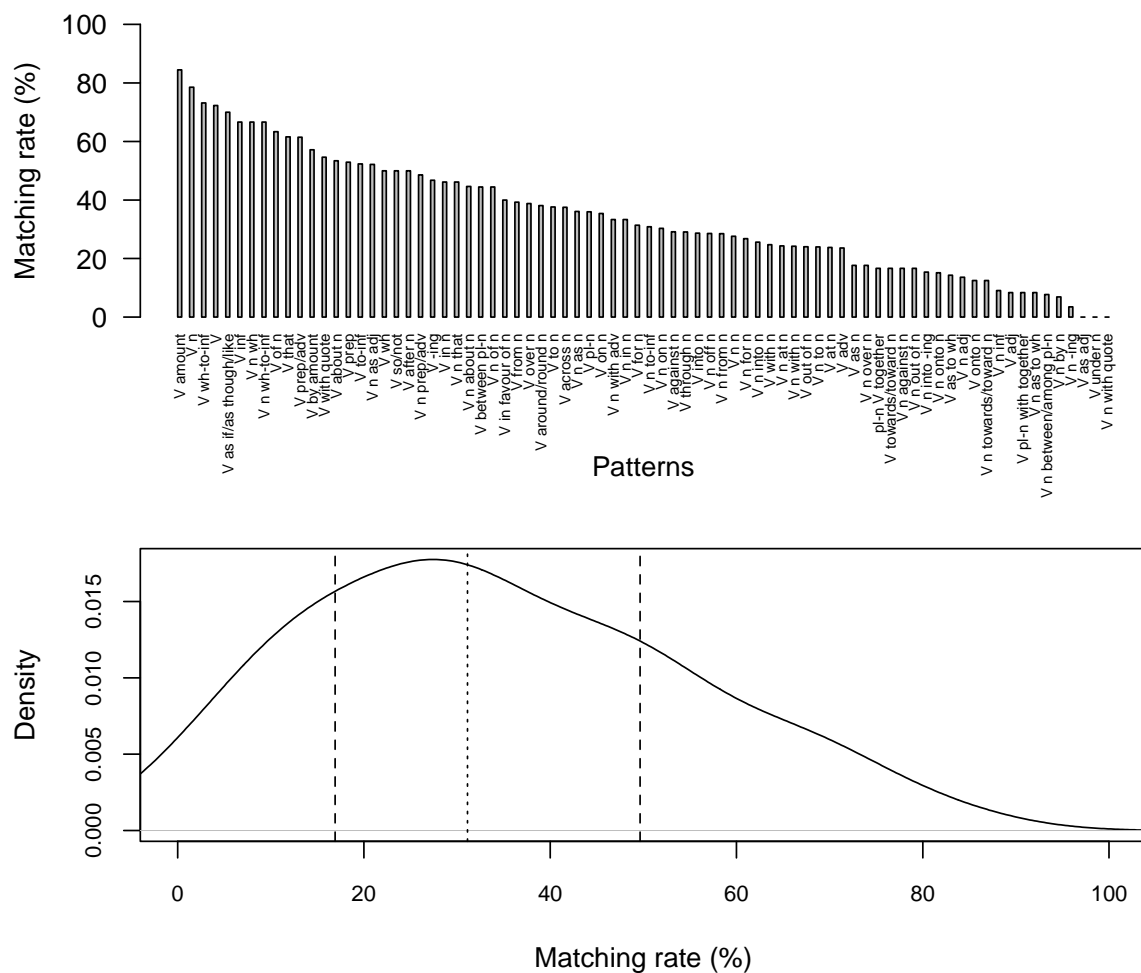 Matching rate (%)
100
80
60
40
20
0
V amount
V n
V wh-to-inf
V
V as if/as though/like
V inf
V n wh
V n wh-to-inf
V of n
V that
V prep/adv
V by amount
V with quote
V about n
V prep
V to-inf
V n as adj
V wh
V so/not
V after n
V n prep/adv
V -ing
V in n
V n that
V n about n
V between pl-n
V n of n
V in favour of n
V from n
V over n
V around/round n
V to n
V across n
V n as n
V pl-n
V on n
V n with adv
V n in n
V for n
V n to-inf
V n on n
V against n
V through n
V into n
V n off n
V n from n
V n n
V n for n
V n into n
V with n
V at n
V n with n
V out of n
V n to n
V n at n
V adv
V as n
V n over n
pl-n V together
V towards/toward n
V n against n
V n out of n
V n into -ing
V n onto n
V as to wh
V n adj
V onto n
V n towards/toward n
V n inf
V adj
V pl-n with together
V n as to wh
V n between/among pl-n
V n by n
V n -ing
V as adj
V under n
V n with quote
Patterns
Density
0.015
0.010
0.005
0.000
0 20 40 60 80 100
Matching rate (%)